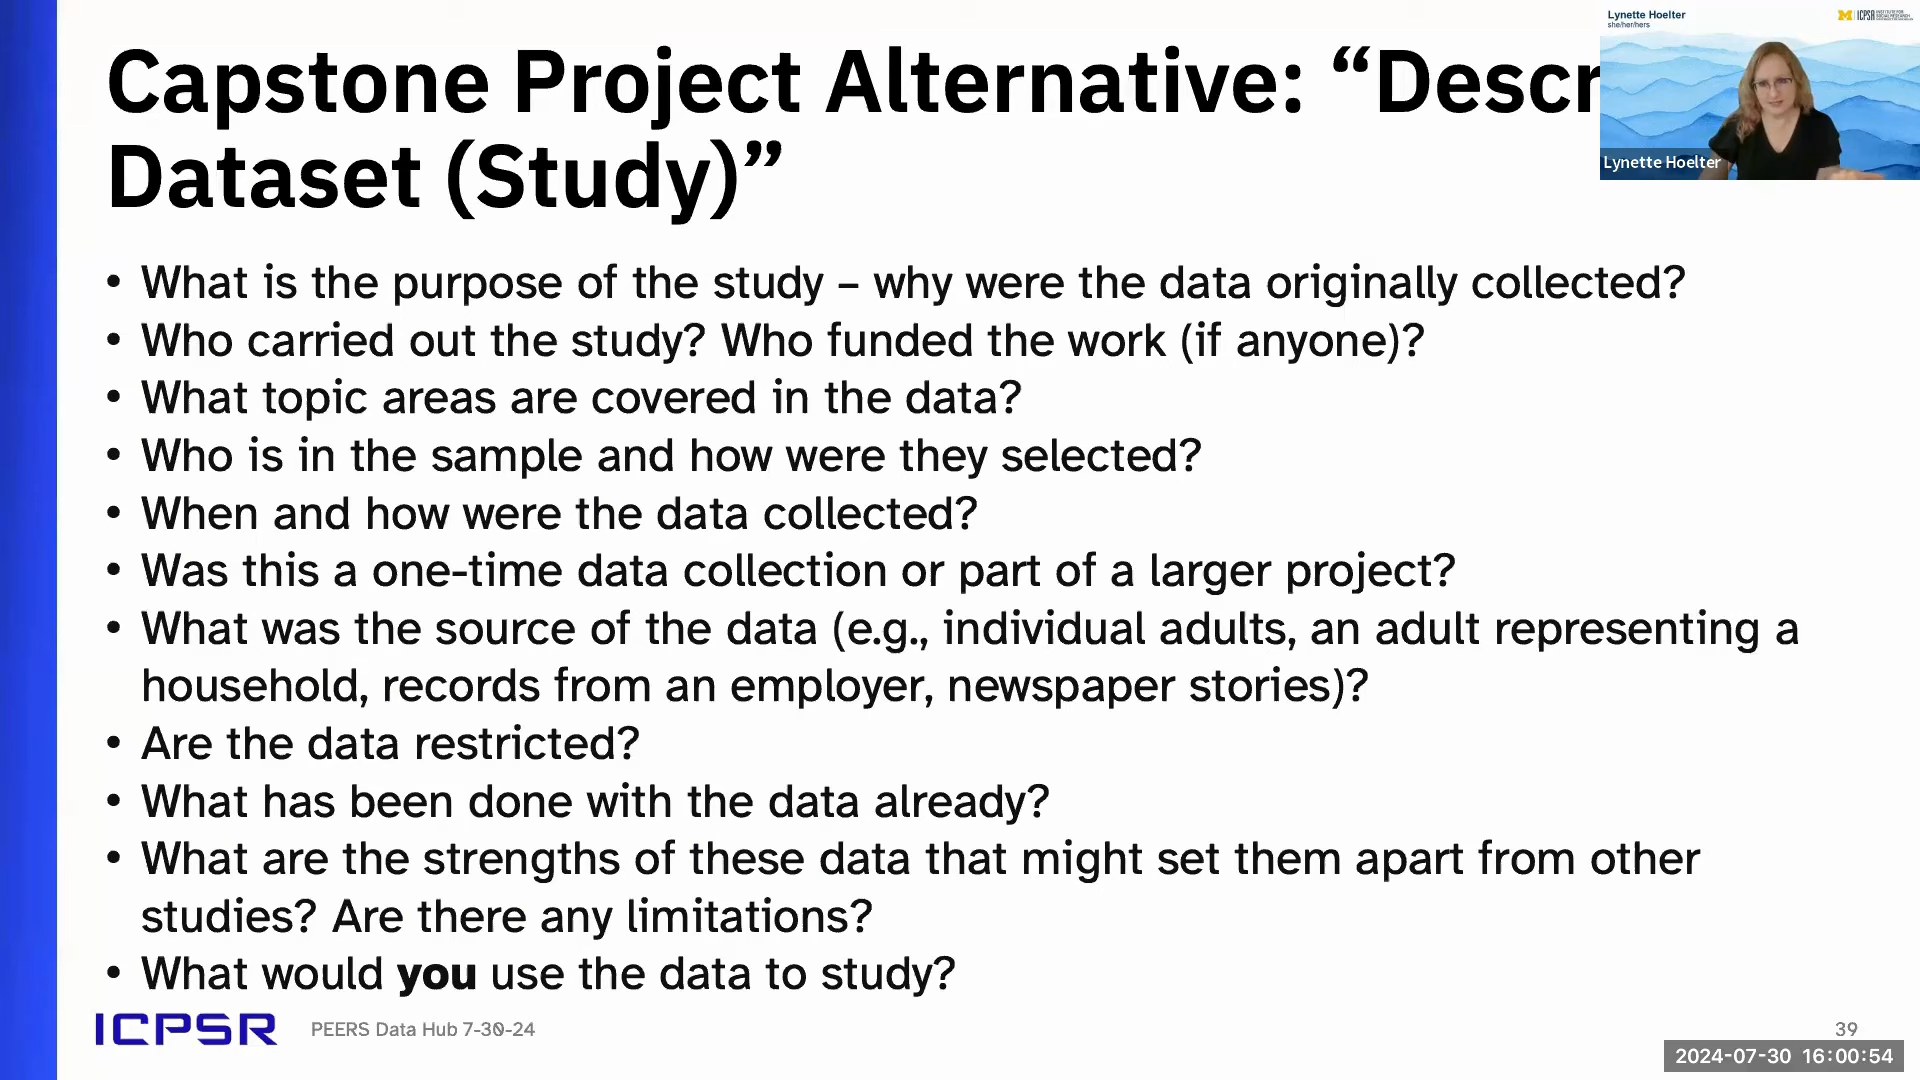 Capstone Project Alternative: “Descr
Dataset (Study)”
Lynette Hoelter
she/her/hers
M ICPSR
Lynette Hoelter
• What is the purpose of the study – why were the data originally collected?
• Who carried out the study? Who funded the work (if anyone)?
• What topic areas are covered in the data?
• Who is in the sample and how were they selected?
• When and how were the data collected?
• Was this a one-time data collection or part of a larger project?
• What was the source of the data (e.g., individual adults, an adult representing a
household, records from an employer, newspaper stories)?
• Are the data restricted?
• What has been done with the data already?
• What are the strengths of these data that might set them apart from other
studies? Are there any limitations?
• What would you use the data to study?
ICPSR
PEERS Data Hub 7-30-24
39
2024-07-30 16:00:54